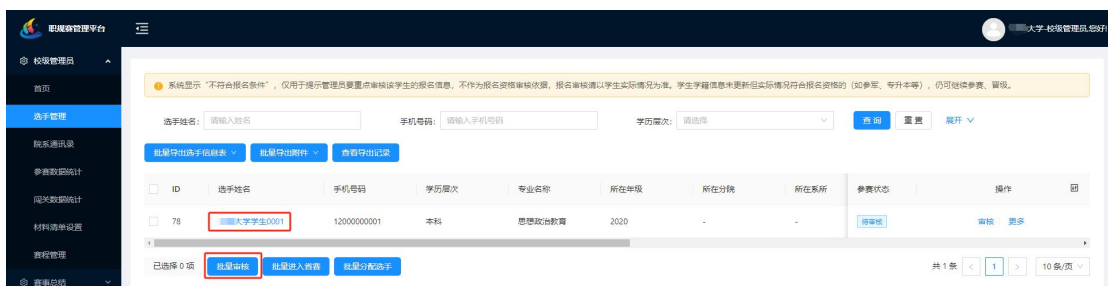 职规赛管理平台
大学-校级管理员,您好!
校级管理员
首页
选手管理
院系通讯录
参赛数据统计
闯关数据统计
材料清单设置
赛程管理
赛事总结
系统显示“不符合报名条件”，仅用于提示管理员要重点审核该学生的报名信息，不作为报名资格审核依据，报名审核请以学生实际情况为准。学生学籍信息未更新但实际情况符合报名资格的（如参军、专升本等），仍可继续参赛、晋级。
选手姓名: 请输入姓名 手机号码: 请输入手机号码 学历层次: 请选择 查询 重置 展开
批量导出选手信息表 批量导出附件 查看导出记录
ID 选手姓名 手机号码 学历层次 专业名称 所在年级 所在分院 所在系所 参赛状态 操作
78 大学学生0001 12000000001 本科 思想政治教育 2020 - - 待审核 审核 更多
已选择 0 项 批量审核 批量进入省赛 批量分配选手 共 1 条 < 1 > 10 条/页